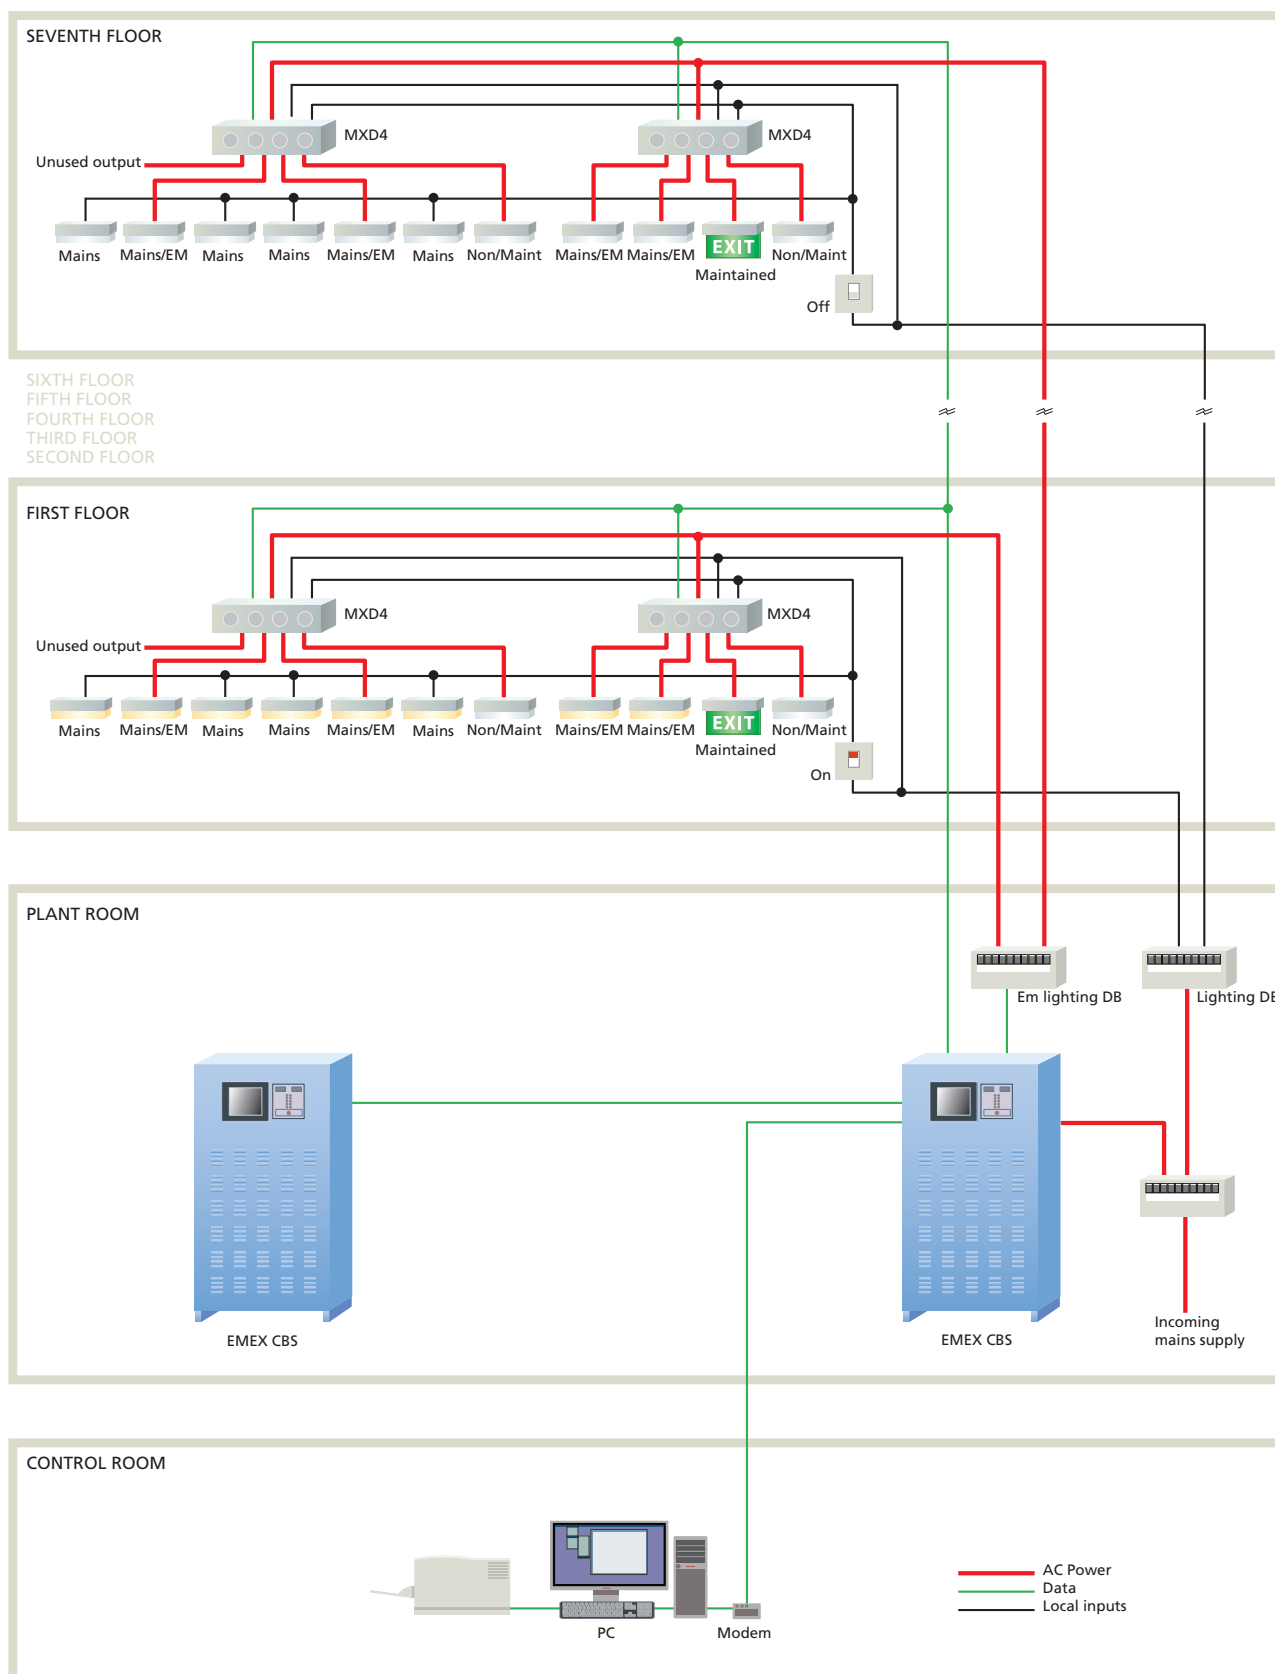 SEVENTH FLOOR
MXD4
MXD4
Unused output
EXIT
Mains
Mains/EM
Mains
Mains
Mains/EM
Mains
Non/Maint
Mains/EM
Mains/EM
Non/Maint
Maintained
Off
SIXTH FLOOR
FIFTH FLOOR
FOURTH FLOOR
THIRD FLOOR
SECOND FLOOR
FIRST FLOOR
MXD4
MXD4
Unused output
EXIT
Mains
Mains/EM
Mains
Mains
Mains/EM
Mains
Non/Maint
Mains/EM
Mains/EM
Non/Maint
Maintained
On
PLANT ROOM
Em lighting DB
Lighting DB
EMEX CBS
EMEX CBS
Incoming
mains supply
CONTROL ROOM
PC
Modem
AC Power
Data
Local inputs